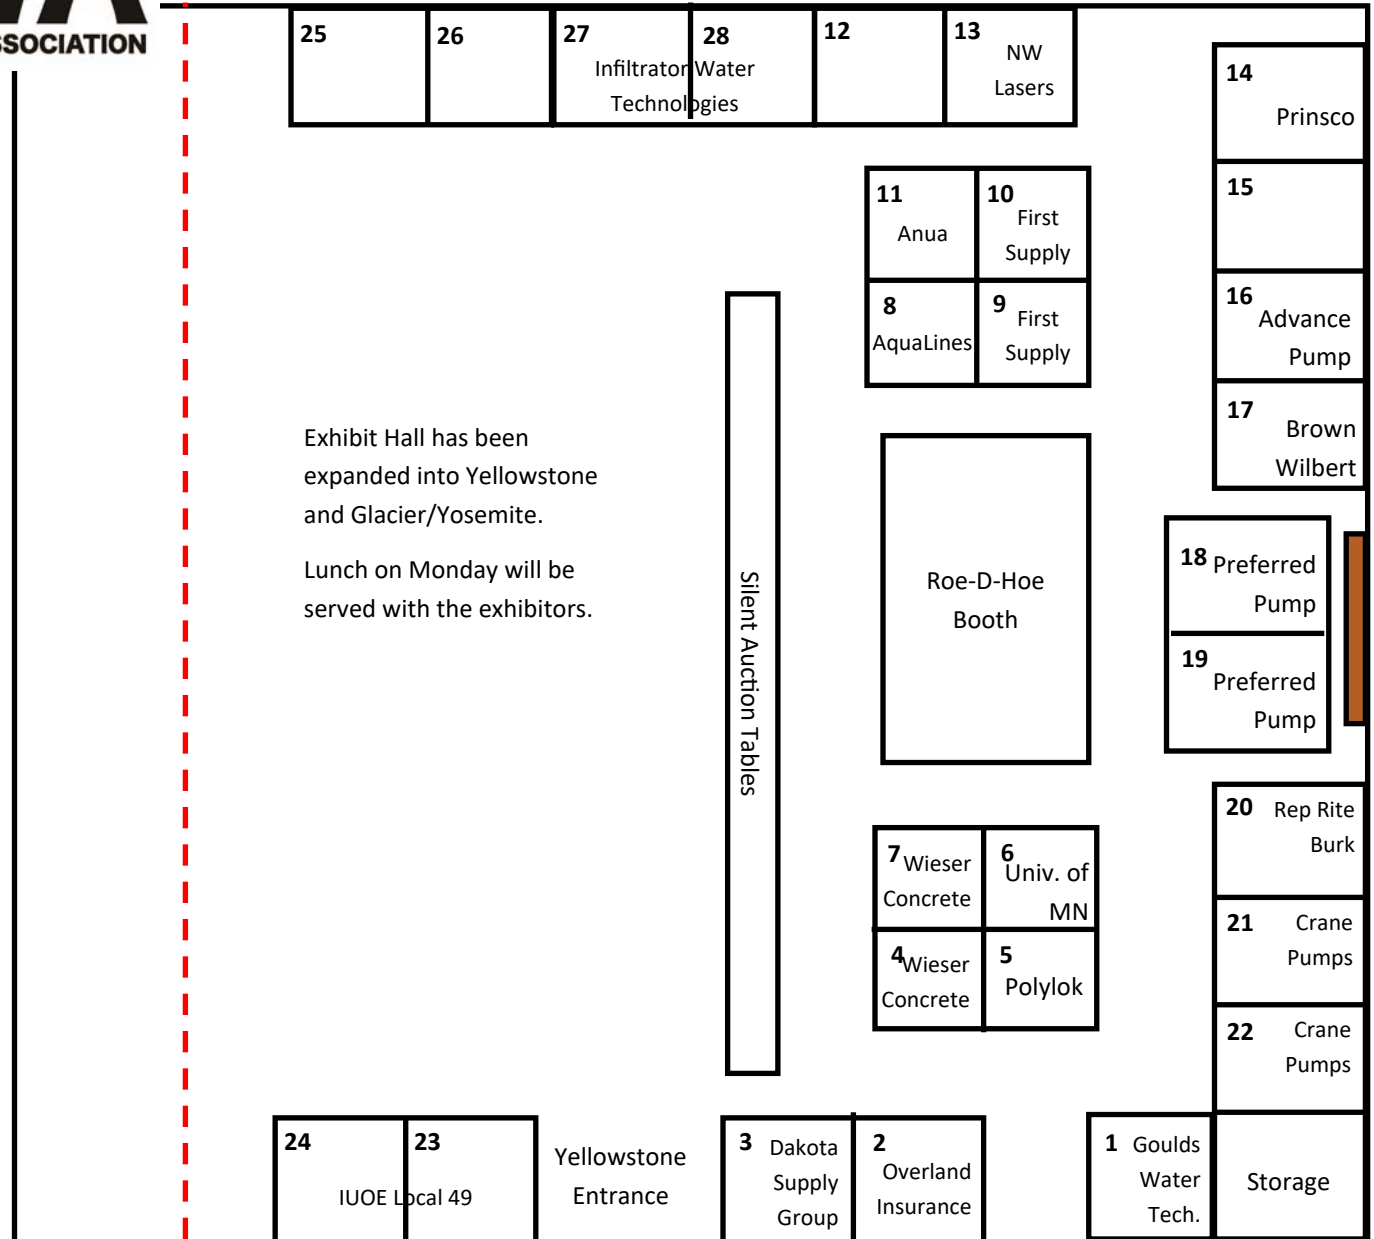 SSOCIATION
25
26
27
28
Infiltrator Water
Technologies
12
13
NW
Lasers
14
Prinsco
15
16
Advance
Pump
17
Brown
Wilbert
11
Anua
10
First
Supply
8
AquaLines
9
First
Supply
Exhibit Hall has been
expanded into Yellowstone
and Glacier/Yosemite.
Lunch on Monday will be
served with the exhibitors.
Silent Auction Tables
Roe-D-Hoe
Booth
18 Preferred
Pump
19
Preferred
Pump
20 Rep Rite
Burk
21 Crane
Pumps
22 Crane
Pumps
7 Wieser
Concrete
6
Univ. of
MN
4 Wieser
Concrete
5
Polylok
24
23
IUOE Local 49
Yellowstone
Entrance
3 Dakota
Supply
Group
2
Overland
Insurance
1 Goulds
Water
Tech.
Storage